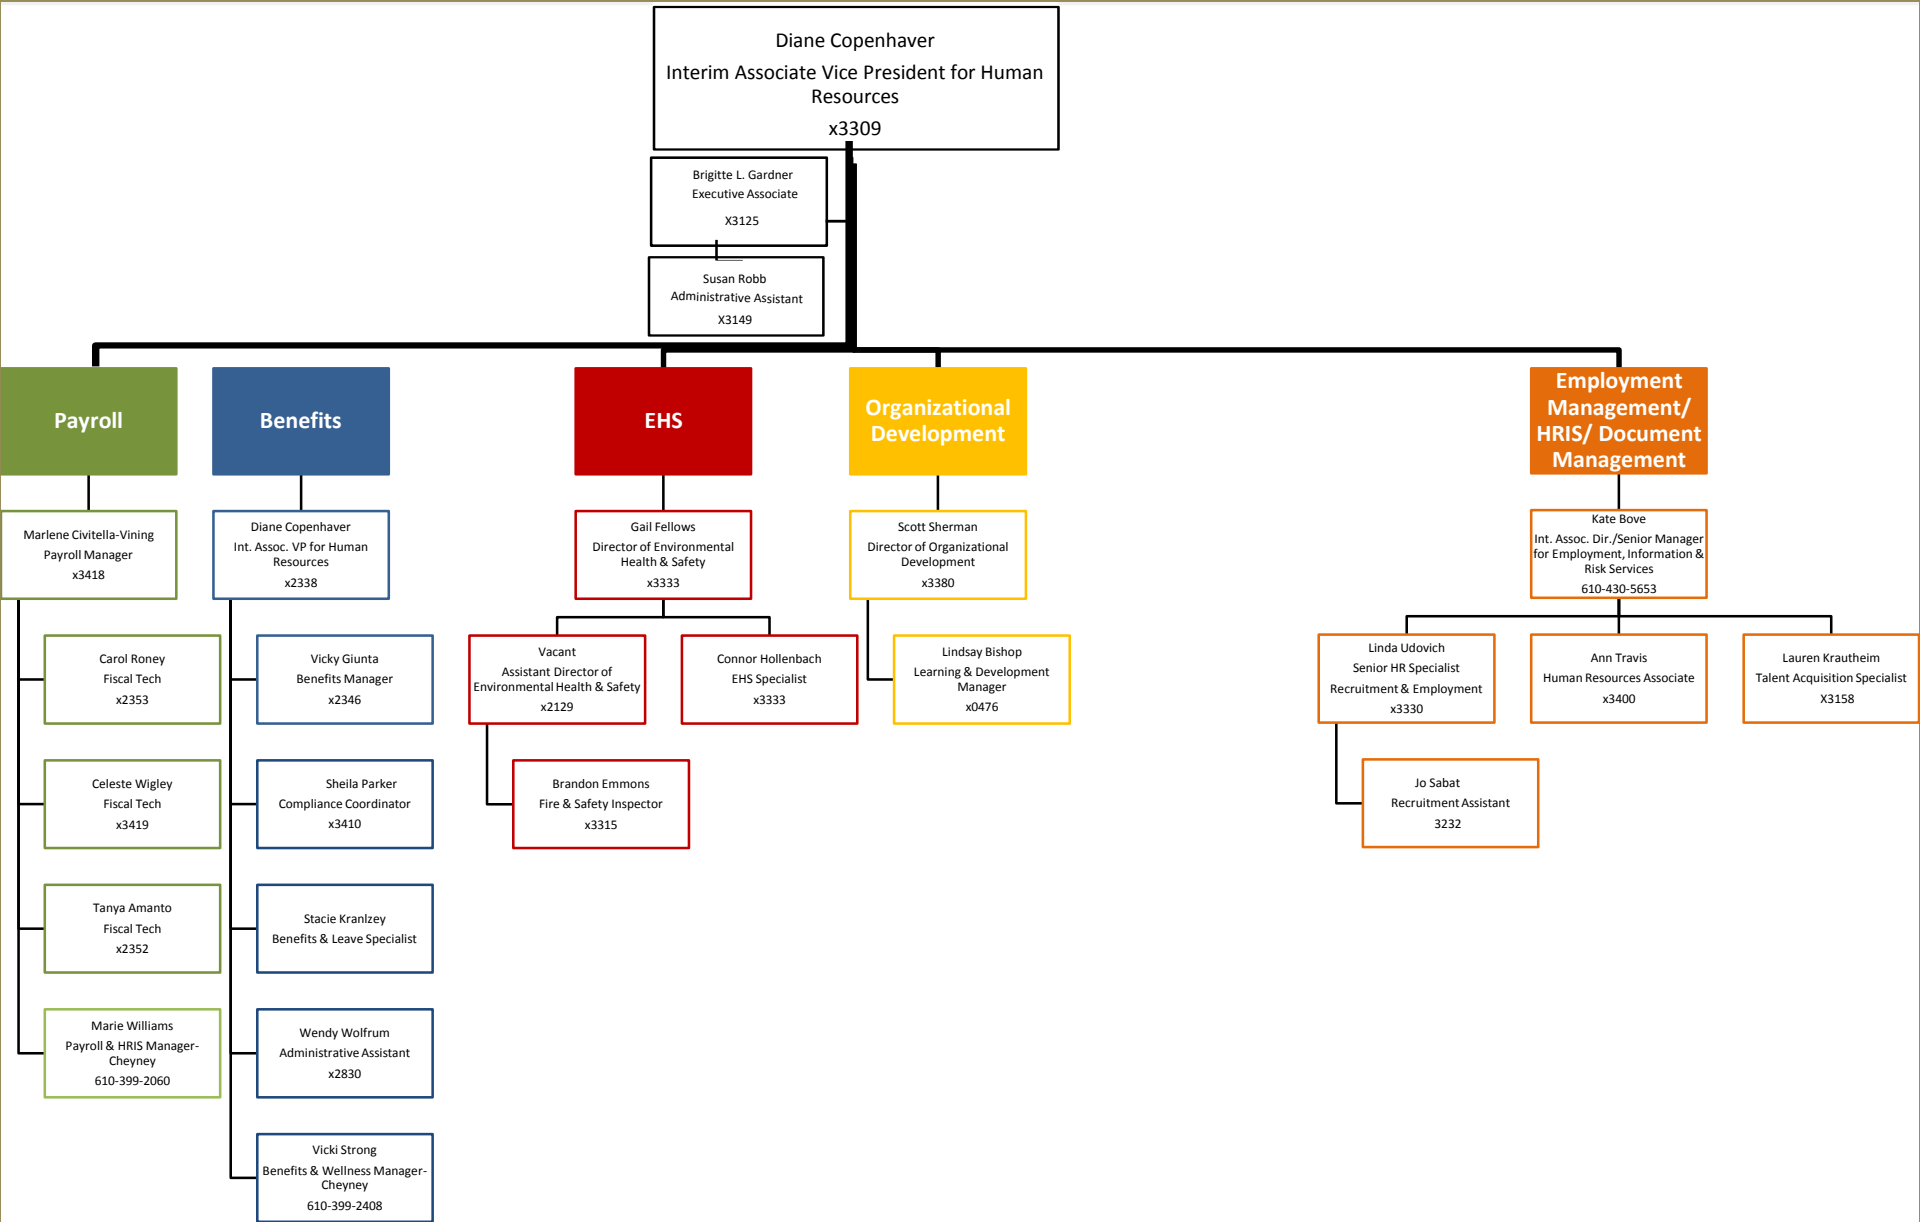 Diane Copenhaver
Interim Associate Vice President for Human
Resources
x3309
Brigitte L. Gardner
Executive Associate
X3125
Susan Robb
Administrative Assistant
X3149
Payroll
Marlene Civitella-Vining
Payroll Manager
x3418
Carol Roney
Fiscal Tech
x2353
Celeste Wigley
Fiscal Tech
x3419
Tanya Amanto
Fiscal Tech
x2352
Marie Williams
Payroll & HRIS Manager-
Cheyney
610-399-2060
Benefits
Diane Copenhaver
Int. Assoc. VP for Human
Resources
x2338
Vicky Giunta
Benefits Manager
x2346
Sheila Parker
Compliance Coordinator
x3410
Stacie Kranlzey
Benefits & Leave Specialist
Wendy Wolfrum
Administrative Assistant
x2830
Vicki Strong
Benefits & Wellness Manager-
Cheyney
610-399-2408
EHS
Gail Fellows
Director of Environmental
Health & Safety
x3333
Vacant
Assistant Director of
Environmental Health & Safety
x2129
Connor Hollenbach
EHS Specialist
x3333
Brandon Emmons
Fire & Safety Inspector
x3315
Organizational
Development
Scott Sherman
Director of Organizational
Development
x3380
Lindsay Bishop
Learning & Development
Manager
x0476
Employment
Management/
HRIS/ Document
Management
Kate Bove
Int. Assoc. Dir./Senior Manager
for Employment, Information &
Risk Services
610-430-5653
Linda Udovich
Senior HR Specialist
Recruitment & Employment
x3330
Ann Travis
Human Resources Associate
x3400
Lauren Krautheim
Talent Acquisition Specialist
X3158
Jo Sabat
Recruitment Assistant
3232